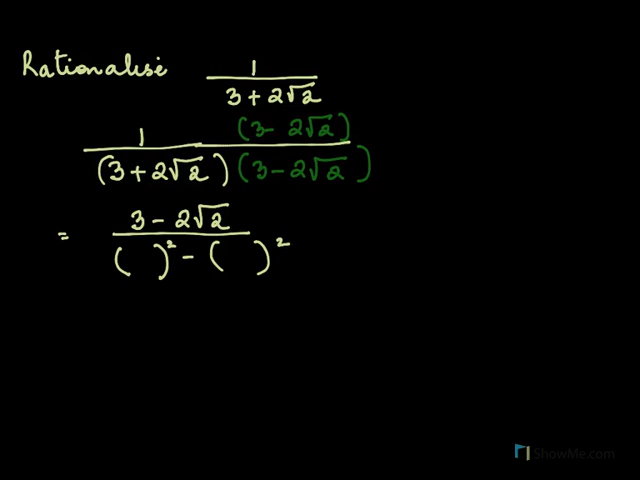 Rationalise 1 / (3 + 2√2)
1 (3 - 2√2) / (3 + 2√2) (3 - 2√2)
= 3 - 2√2 / ( )² - ( )²
ShowMe.com